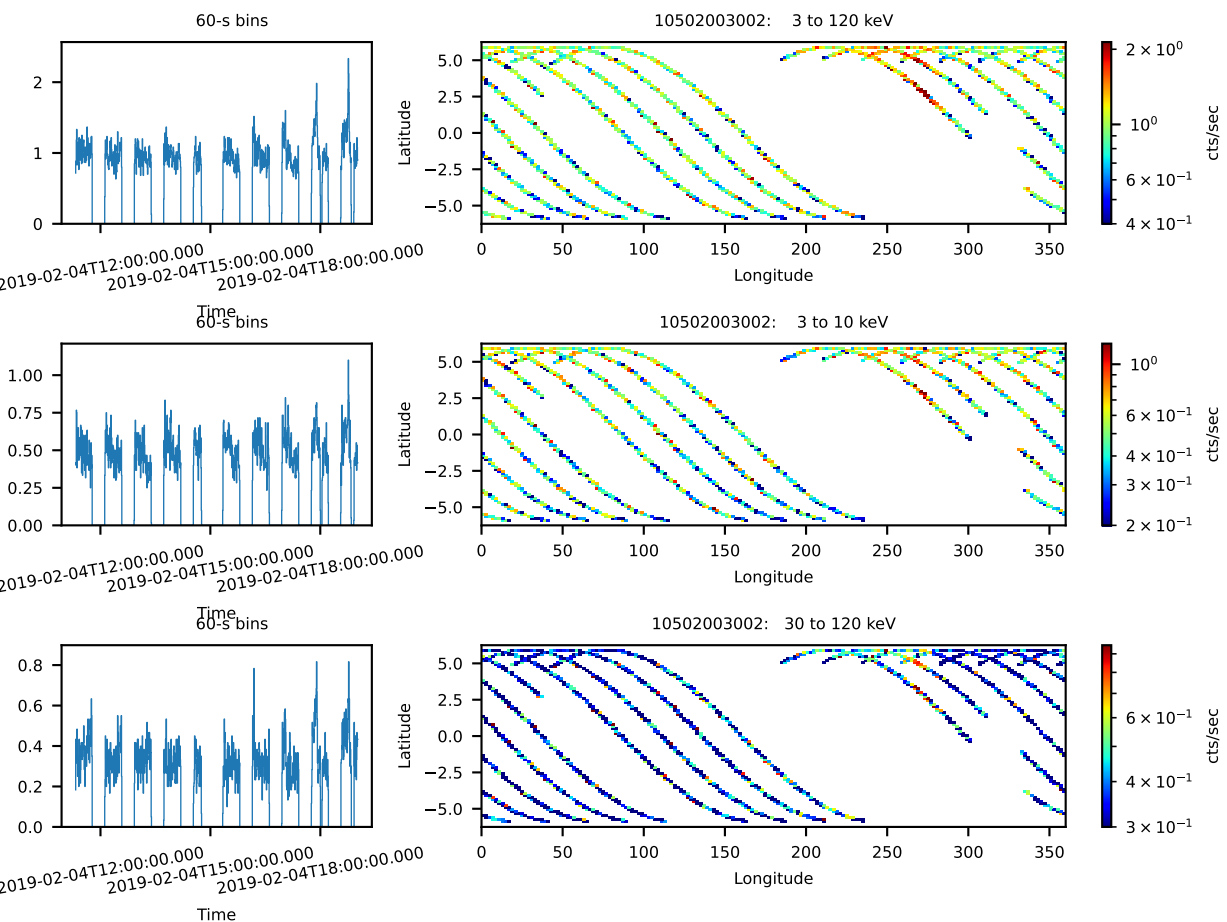 60-s bins
10502003002: 3 to 120 keV
2
1
0
2019-02-04T12:00:00.000
2019-02-04T15:00:00.000
2019-02-04T18:00:00.000
Time
Latitude
5.0
2.5
0.0
−2.5
−5.0
0 50 100 150 200 250 300 350
Longitude
2 × 10⁰
10⁰
6 × 10⁻¹
4 × 10⁻¹
cts/sec
60-s bins
10502003002: 3 to 10 keV
1.00
0.75
0.50
0.25
0.00
2019-02-04T12:00:00.000
2019-02-04T15:00:00.000
2019-02-04T18:00:00.000
Time
Latitude
5.0
2.5
0.0
−2.5
−5.0
0 50 100 150 200 250 300 350
Longitude
10⁰
6 × 10⁻¹
4 × 10⁻¹
3 × 10⁻¹
2 × 10⁻¹
cts/sec
60-s bins
10502003002: 30 to 120 keV
0.8
0.6
0.4
0.2
0.0
2019-02-04T12:00:00.000
2019-02-04T15:00:00.000
2019-02-04T18:00:00.000
Time
Latitude
5.0
2.5
0.0
−2.5
−5.0
0 50 100 150 200 250 300 350
Longitude
6 × 10⁻¹
4 × 10⁻¹
3 × 10⁻¹
cts/sec